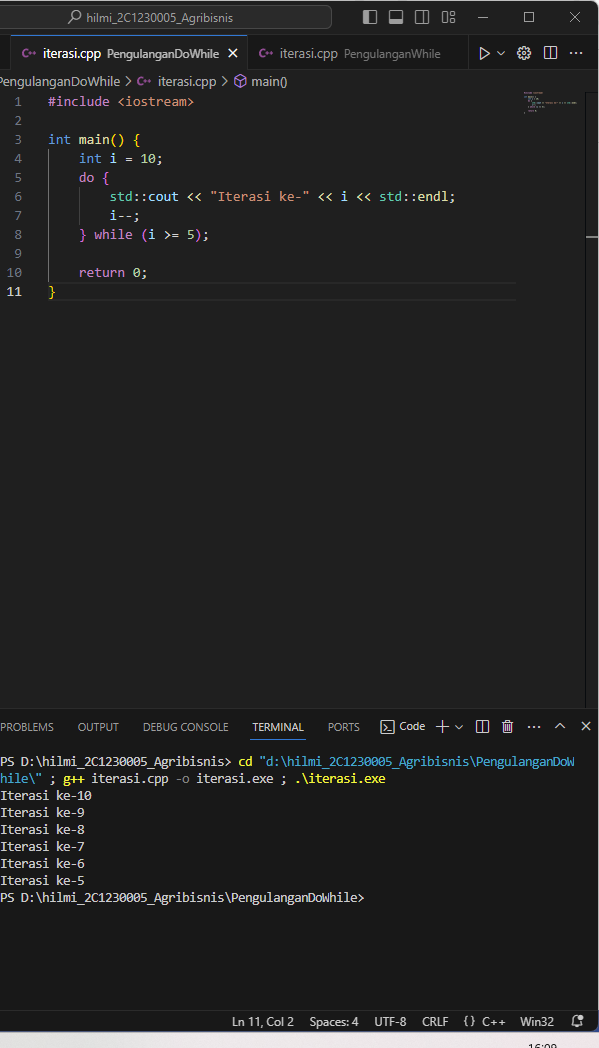 hilmi_2C1230005_Agribisnis
C++ iterasi.cpp PengulanganDoWhile C++ iterasi.cpp PengulangWhile
PengulanganDoWhile > C++ iterasi.cpp > main()
1 #include <iostream>
2
3 int main() {
4     int i = 10;
5     do {
6         std::cout << "Iterasi ke-" << i << std::endl;
7         i--;
8     } while (i >= 5);
9
10     return 0;
11 }
PROBLEMS OUTPUT DEBUG CONSOLE TERMINAL PORTS Code
PS D:\hilmi_2C1230005_Agribisnis> cd "d:\hilmi_2C1230005_Agribisnis\PengulanganDoW
hile\" ; g++ iterasi.cpp -o iterasi.exe ; .\iterasi.exe
Iterasi ke-10
Iterasi ke-9
Iterasi ke-8
Iterasi ke-7
Iterasi ke-6
Iterasi ke-5
PS D:\hilmi_2C1230005_Agribisnis\PengulanganDoWhile>
Ln 11, Col 2 Spaces: 4 UTF-8 CRLF {} C++ Win32